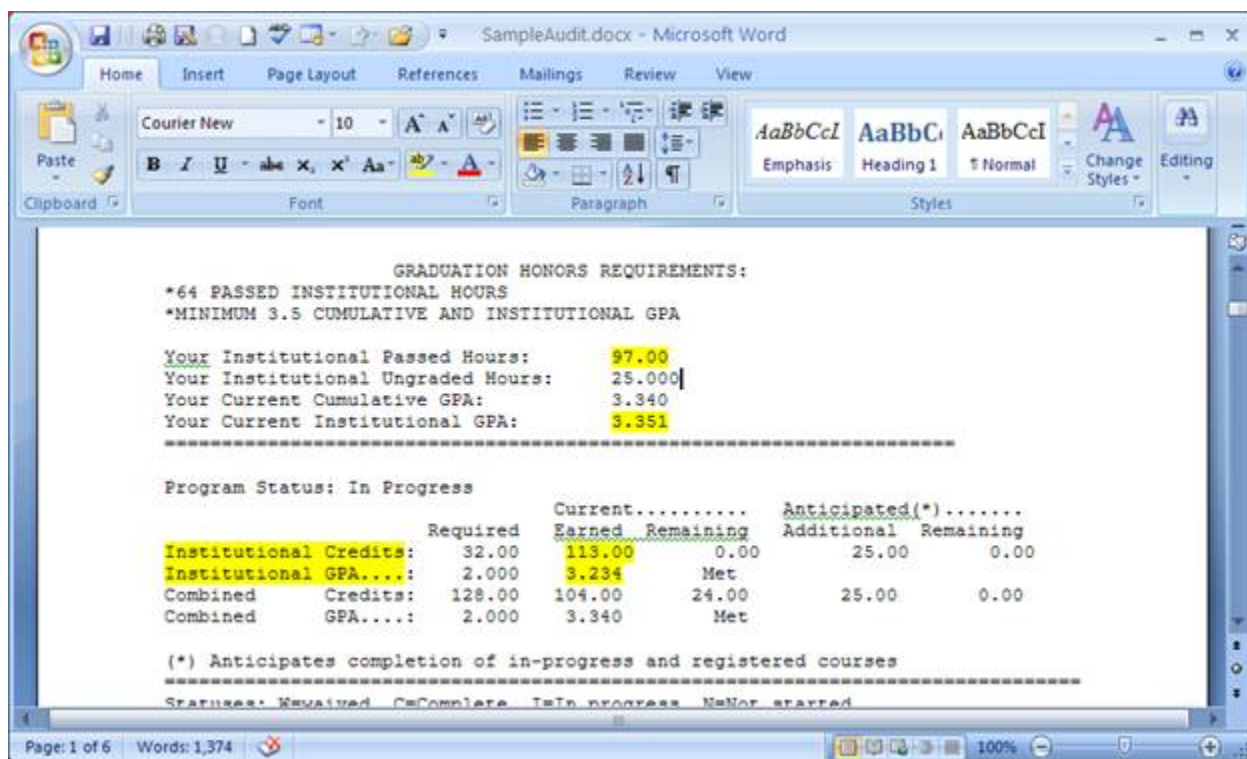 SampleAudit.docx - Microsoft Word
Home Insert Page Layout References Mailings Review View
Courier New 10
Paste
B I U abc x, x' Aa A
AaBbCcI AaBbC AaBbCcI
Emphasis Heading 1 ¶ Normal
Change Styles
Editing
Clipboard Font Paragraph Styles
GRADUATION HONORS REQUIREMENTS:
*64 PASSED INSTITUTIONAL HOURS
*MINIMUM 3.5 CUMULATIVE AND INSTITUTIONAL GPA
Your Institutional Passed Hours: 97.00
Your Institutional Ungraded Hours: 25.000
Your Current Cumulative GPA: 3.340
Your Current Institutional GPA: 3.351
==========================================================================
Program Status: In Progress
Current.......... Anticipated(*).......
Required Earned Remaining Additional Remaining
Institutional Credits: 32.00 113.00 0.00 25.00 0.00
Institutional GPA....: 2.000 3.234 Met
Combined Credits: 128.00 104.00 24.00 25.00 0.00
Combined GPA....: 2.000 3.340 Met
(*) Anticipates completion of in-progress and registered courses
==========================================================================
Statuses: W=waived C=Complete I=In progress N=Not started
Page: 1 of 6 Words: 1,374 100%